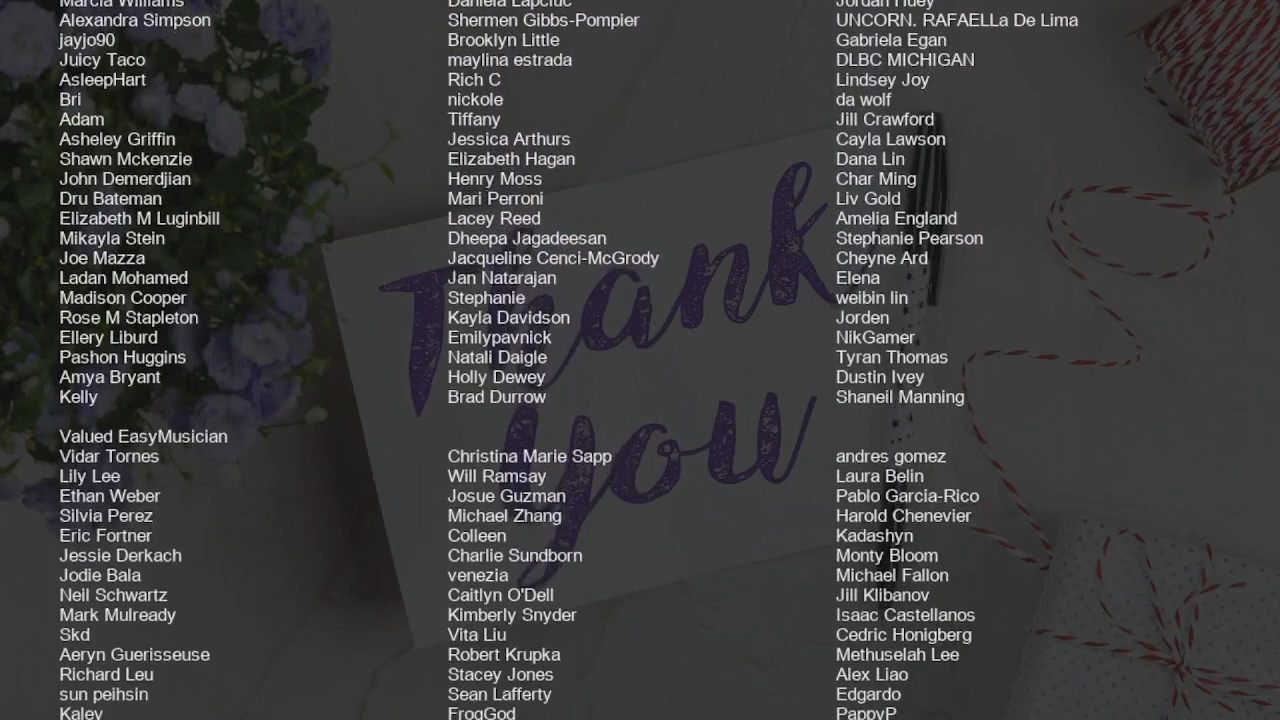 Marcia Williams Daniela Lapciuc Jordan Huey
Alexandra Simpson Shermen Gibbs-Pompier UNCORN. RAFAELLa De Lima
jayjo90 Brooklyn Little Gabriela Egan
Juicy Taco maylina estrada DLBC MICHIGAN
AsleepHart Rich C Lindsey Joy
Bri nickole da wolf
Adam Tiffany Jill Crawford
Asheley Griffin Jessica Arthurs Cayla Lawson
Shawn Mckenzie Elizabeth Hagan Dana Lin
John Demerdjian Henry Moss Char Ming
Dru Bateman Mari Perroni Liv Gold
Elizabeth M Luginbill Lacey Reed Amelia England
Mikayla Stein Dheepa Jagadeesan Stephanie Pearson
Joe Mazza Jacqueline Cenci-McGrody Cheyne Ard
Ladan Mohamed Jan Natarajan Elena
Madison Cooper Stephanie weibin lin
Rose M Stapleton Kayla Davidson Jorden
Ellery Liburd Emilypavnick NikGamer
Pashon Huggins Natali Daigle Tyran Thomas
Amya Bryant Holly Dewey Dustin Ivey
Kelly Brad Durrow Shaneil Manning
Thank
you
Valued EasyMusician
Vidar Tornes Christina Marie Sapp andres gomez
Lily Lee Will Ramsay Laura Belin
Ethan Weber Josue Guzman Pablo Garcia-Rico
Silvia Perez Michael Zhang Harold Chenevier
Eric Fortner Colleen Kadashyn
Jessie Derkach Charlie Sundborn Monty Bloom
Jodie Bala venezia Michael Fallon
Neil Schwartz Caitlyn O'Dell Jill Klibanov
Mark Mulready Kimberly Snyder Isaac Castellanos
Skd Vita Liu Cedric Honigberg
Aeryn Guerisseuse Robert Krupka Methuselah Lee
Richard Leu Stacey Jones Alex Liao
sun peihsin Sean Lafferty Edgardo
Kaley FrogGod PappyP